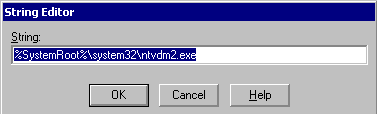 String Editor
String:
%SystemRoot%\system32\ntvdm2.exe
OK Cancel Help